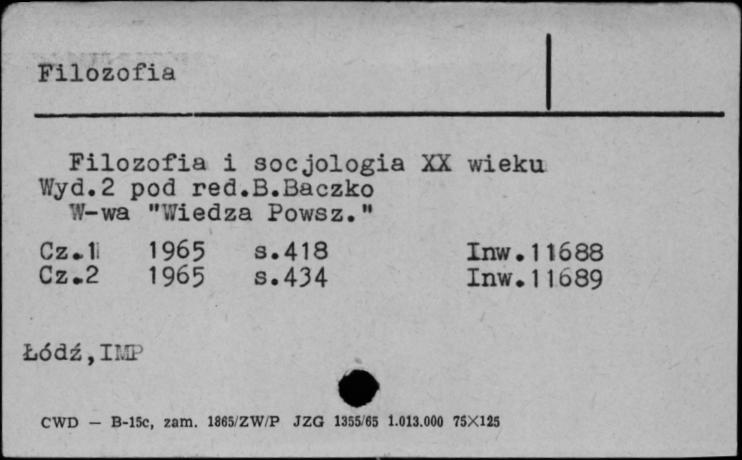 Filozofia
Filozofia i socjologia XX wieku
Wyd.2 pod red.B.Baczko
W-wa "Wiedza Powsz."
Cz.1 1965 s.418 Inw.11688
Cz.2 1965 s.434 Inw.11689
Łódź,IMP
CWD — B-15c, zam. 1865/ZW/P JZG 1355/65 1.013.000 75×125